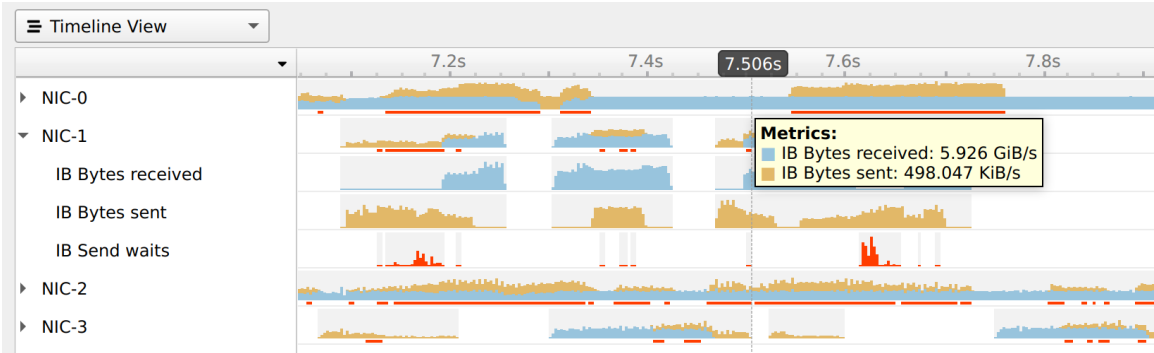 Timeline View
7.2s 7.4s 7.506s 7.6s 7.8s
NIC-0
NIC-1
Metrics:
IB Bytes received: 5.926 GiB/s
IB Bytes sent: 498.047 KiB/s
IB Bytes received
IB Bytes sent
IB Send waits
NIC-2
NIC-3